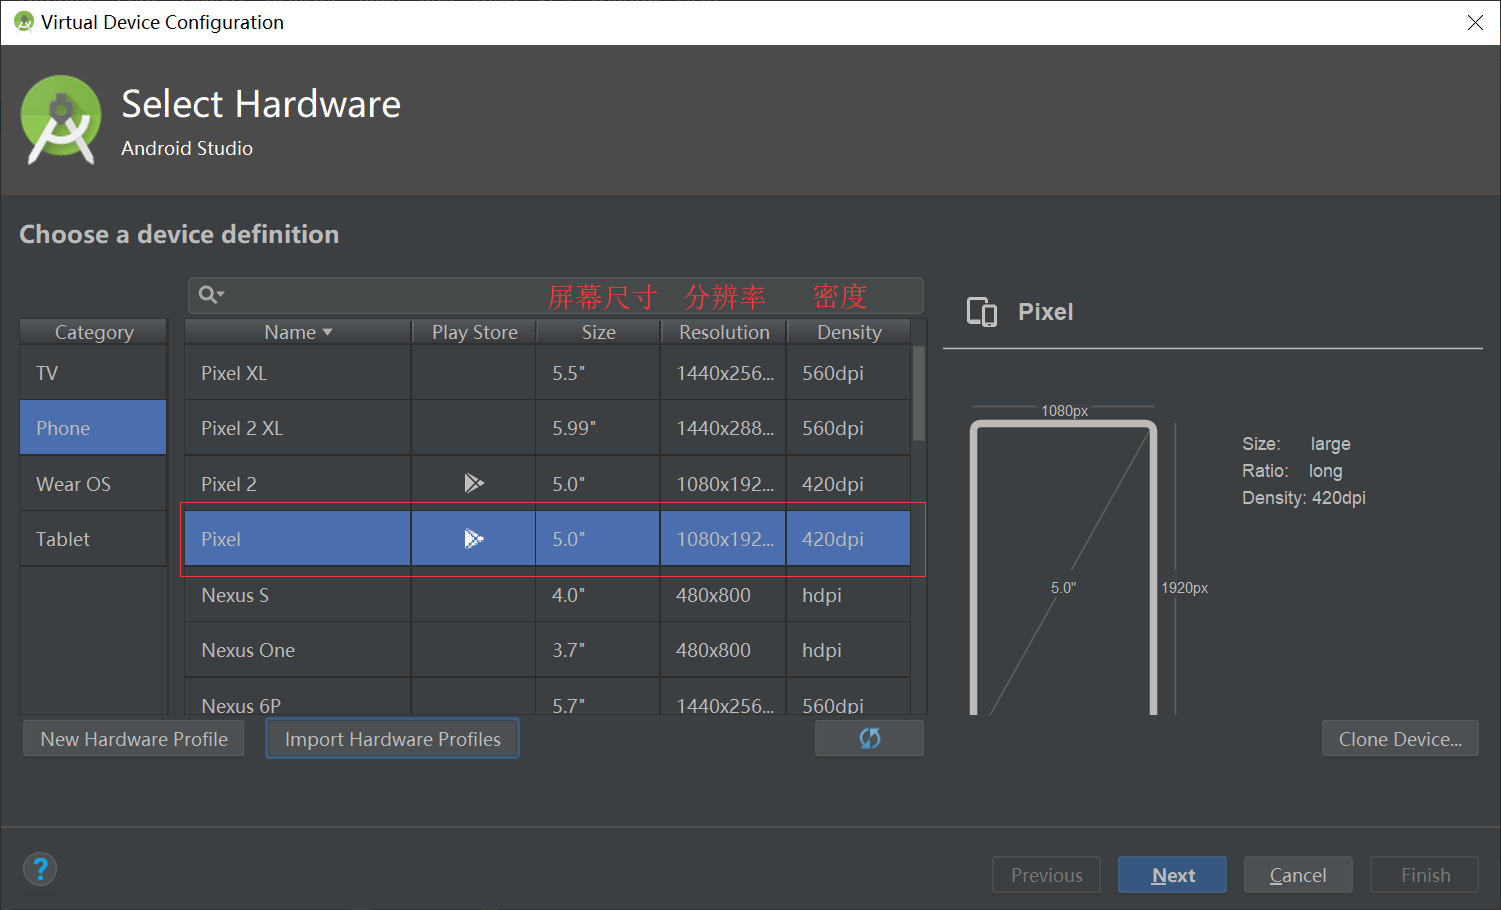 Virtual Device Configuration
Select Hardware
Android Studio
Choose a device definition
屏幕尺寸 分辨率 密度
Category
TV
Phone
Wear OS
Tablet
Name Play Store Size Resolution Density
Pixel XL 5.5" 1440x256... 560dpi
Pixel 2 XL 5.99" 1440x288... 560dpi
Pixel 2 5.0" 1080x192... 420dpi
Pixel 5.0" 1080x192... 420dpi
Nexus S 4.0" 480x800 hdpi
Nexus One 3.7" 480x800 hdpi
Nexus 6P 5.7" 1440x256... 560dpi
New Hardware Profile Import Hardware Profiles
Pixel
1080px
5.0"
1920px
Size: large
Ratio: long
Density: 420dpi
Clone Device...
?
Previous Next Cancel Finish